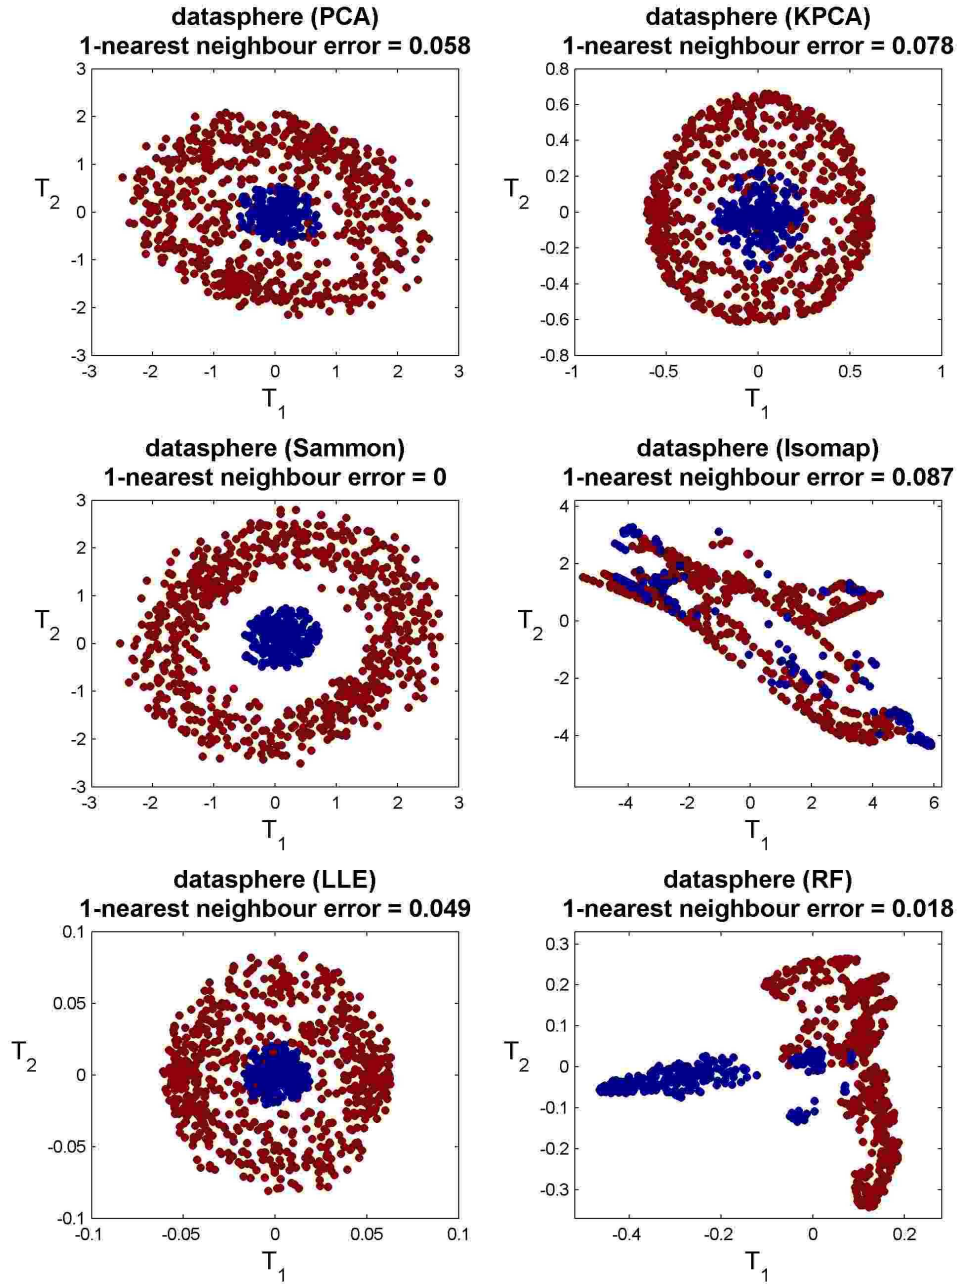 datasphere (PCA)
1-nearest neighbour error = 0.058
3
2
1
0
-1
-2
-3
T2
-3 -2 -1 0 1 2 3
T1
datasphere (KPCA)
1-nearest neighbour error = 0.078
0.8
0.6
0.4
0.2
0
-0.2
-0.4
-0.6
-0.8
T2
-1 -0.5 0 0.5 1
T1
datasphere (Sammon)
1-nearest neighbour error = 0
3
2
1
0
-1
-2
-3
T2
-3 -2 -1 0 1 2 3
T1
datasphere (Isomap)
1-nearest neighbour error = 0.087
4
2
0
-2
-4
T2
-4 -2 0 2 4 6
T1
datasphere (LLE)
1-nearest neighbour error = 0.049
0.1
0.05
0
-0.05
-0.1
T2
-0.1 -0.05 0 0.05 0.1
T1
datasphere (RF)
1-nearest neighbour error = 0.018
0.3
0.2
0.1
0
-0.1
-0.2
-0.3
T2
-0.4 -0.2 0 0.2
T1